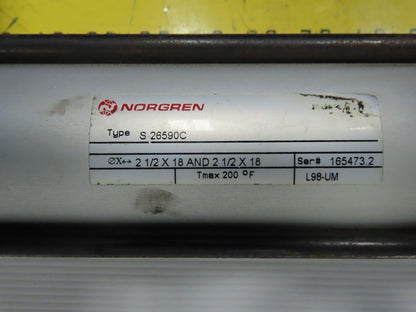 NORGREN
Type S 26590C
∅X↔ 2 1/2 X 18 AND 2 1/2 X 18 Ser# 165473.2
Tmax 200 °F L98-UM